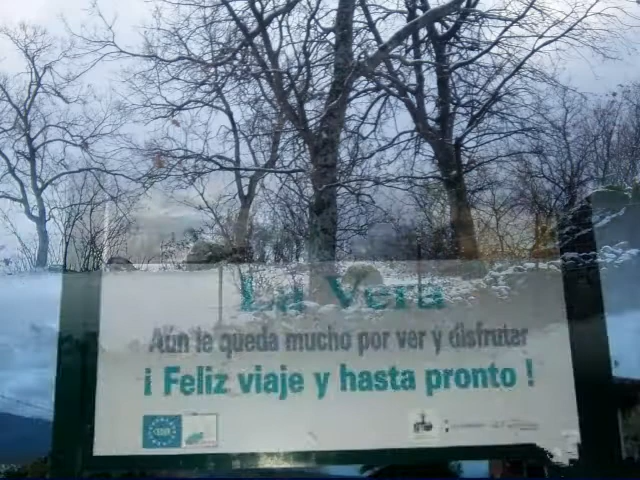 La Vera
Aún te queda mucho por ver y disfrutar
¡ Feliz viaje y hasta pronto !